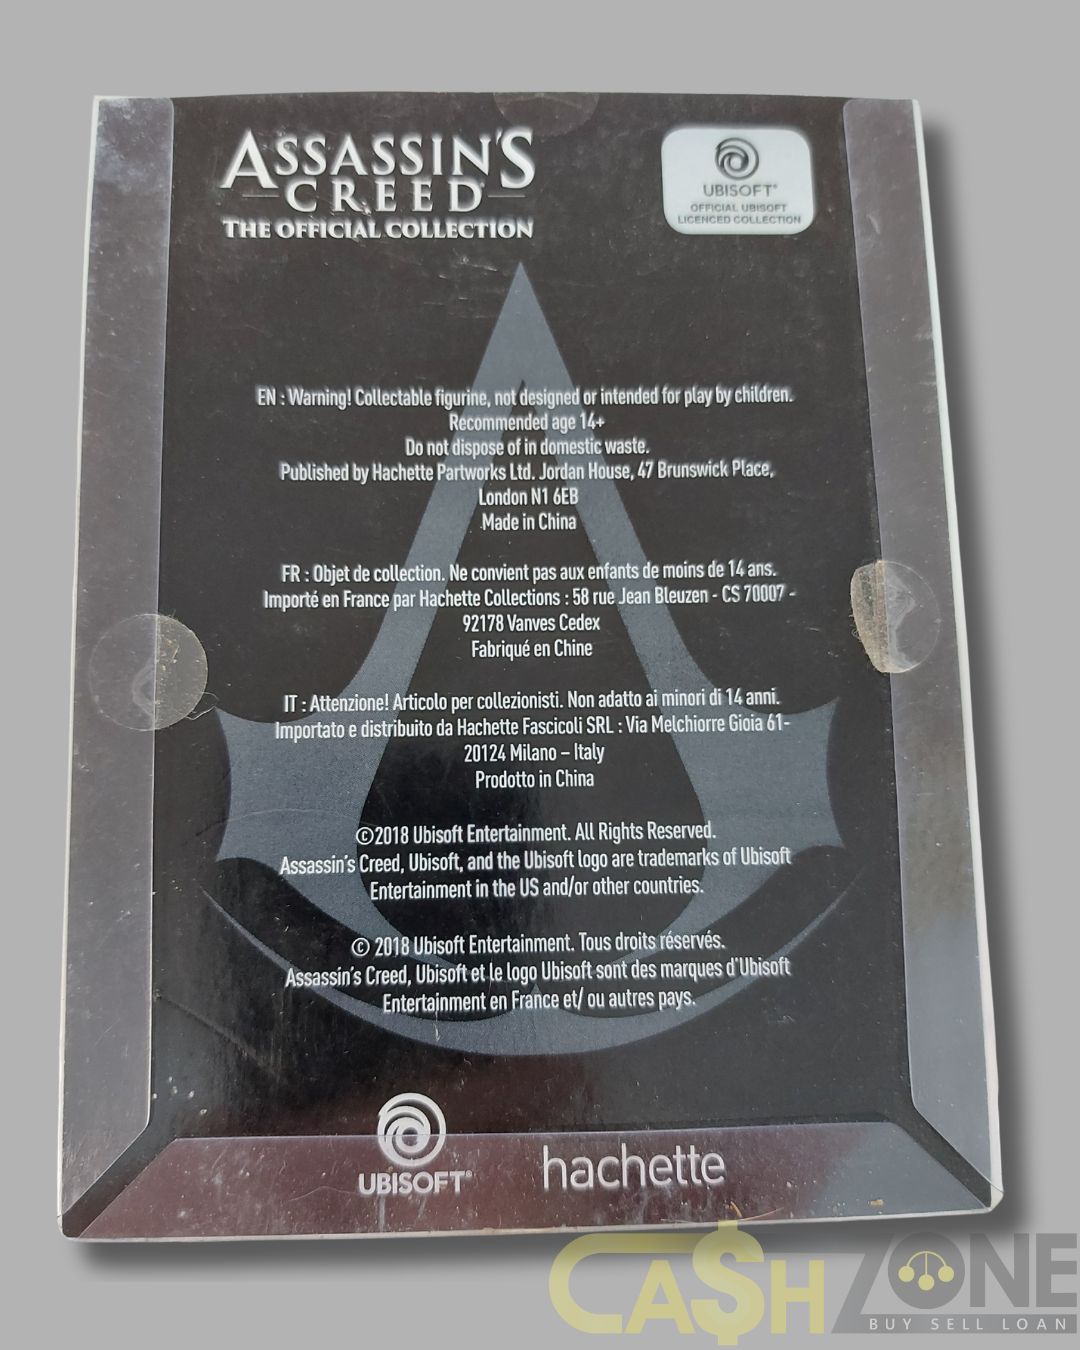 ASSASSIN'S
CREED
THE OFFICIAL COLLECTION
UBISOFT®
OFFICIAL UBISOFT
LICENCED COLLECTION
EN : Warning! Collectable figurine, not designed or intended for play by children.
Recommended age 14+
Do not dispose of in domestic waste.
Published by Hachette Partworks Ltd. Jordan House, 47 Brunswick Place,
London N1 6EB
Made in China
FR : Objet de collection. Ne convient pas aux enfants de moins de 14 ans.
Importé en France par Hachette Collections : 58 rue Jean Bleuzen - CS 70007 -
92178 Vanves Cedex
Fabriqué en Chine
IT : Attenzione! Articolo per collezionisti. Non adatto ai minori di 14 anni.
Importato e distribuito da Hachette Fascicoli SRL : Via Melchiorre Gioia 61-
20124 Milano – Italy
Prodotto in China
©2018 Ubisoft Entertainment. All Rights Reserved.
Assassin's Creed, Ubisoft, and the Ubisoft logo are trademarks of Ubisoft
Entertainment in the US and/or other countries.
© 2018 Ubisoft Entertainment. Tous droits réservés.
Assassin's Creed, Ubisoft et le logo Ubisoft sont des marques d'Ubisoft
Entertainment en France et/ ou autres pays.
UBISOFT®
hachette
CA$HZONE
BUY SELL LOAN